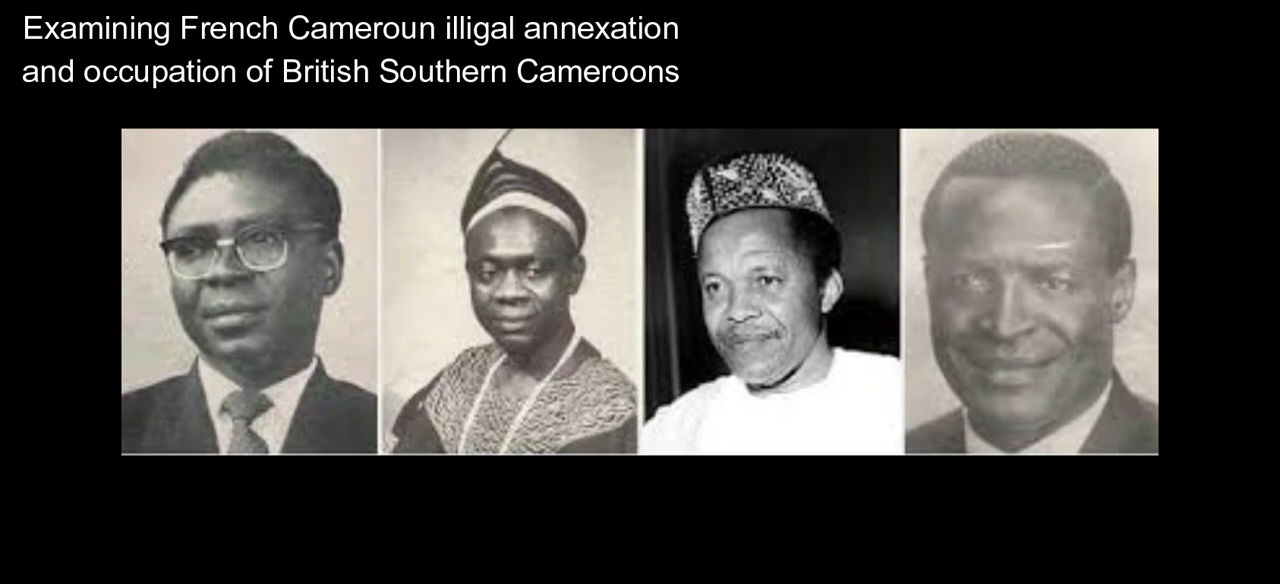 Examining French Cameroun illigal annexation
and occupation of British Southern Cameroons